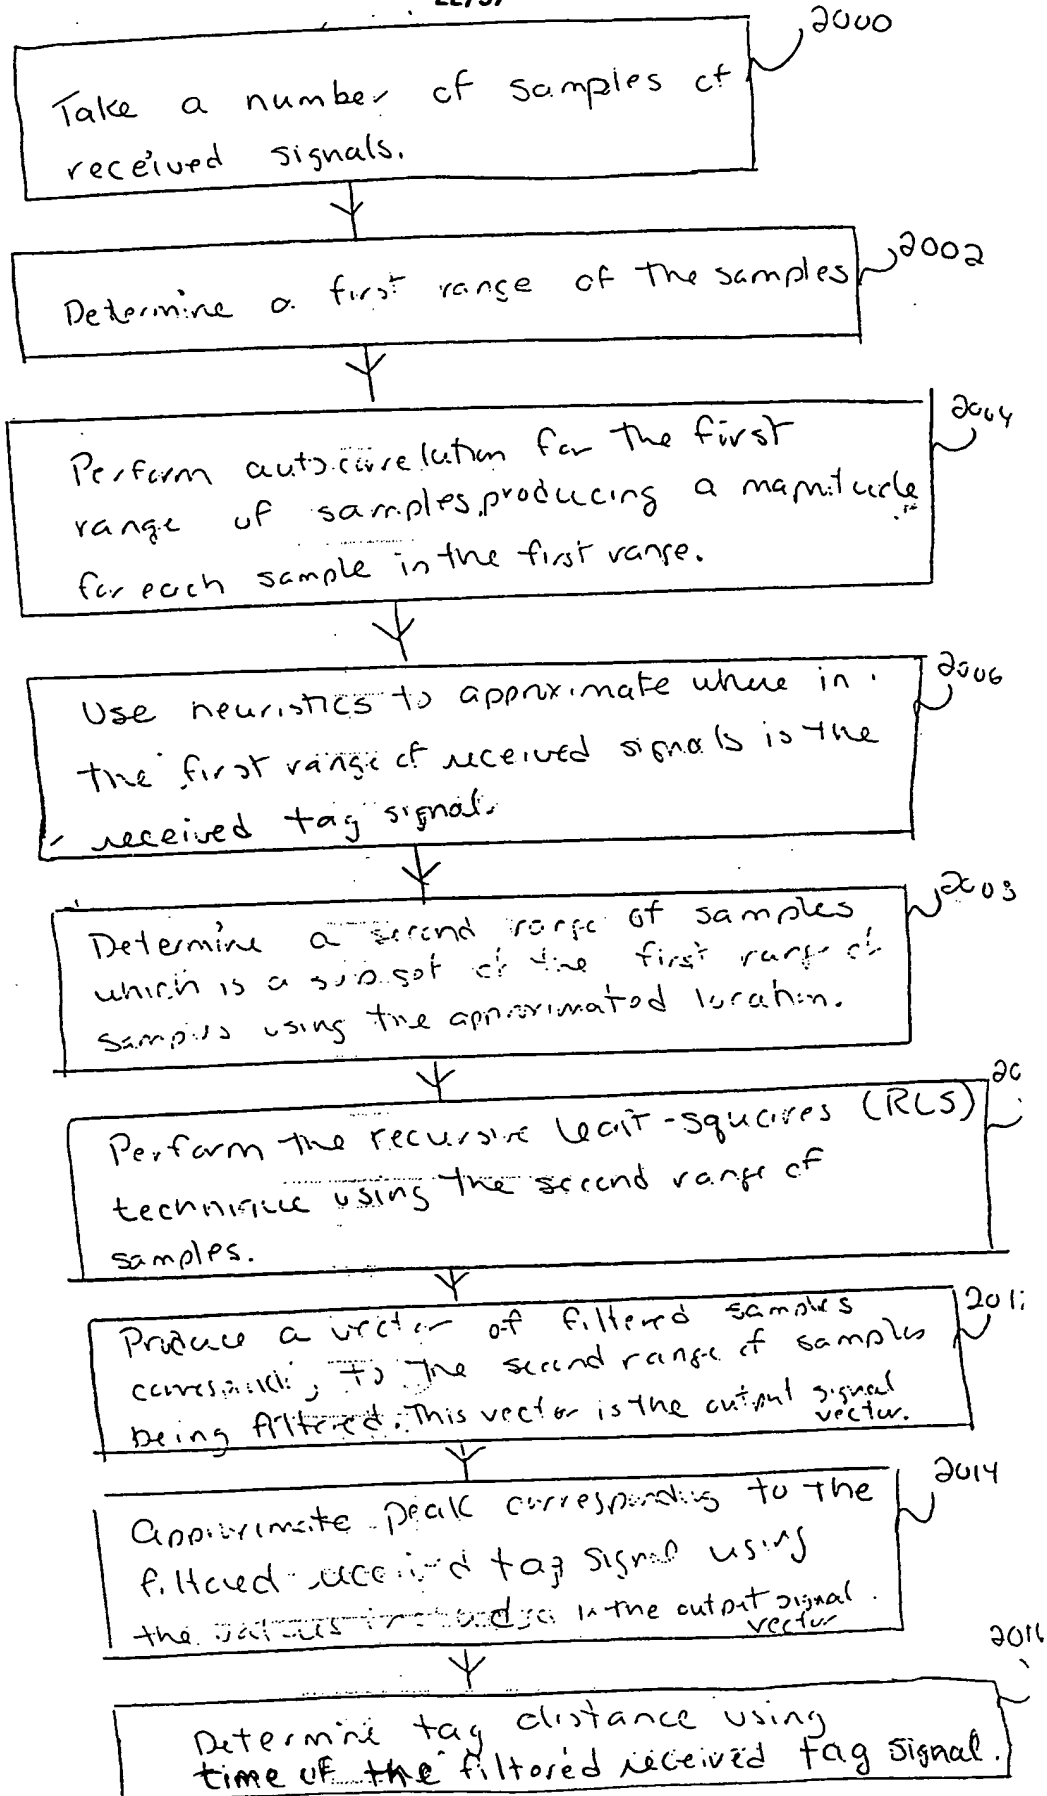 2000
Take a number of samples of
received signals.
2002
Determine a first range of the samples
2004
Perform autocorrelation for the first
range of samples producing a magnitude
for each sample in the first range.
2006
Use heuristics to approximate where in
the first range of received signals is the
received tag signal.
2008
Determine a second range of samples
which is a subset of the first range of
samples using the approximated location.
Perform the recursive least-squares (RLS)
technique using the second range of
samples.
Produce a vector of filtered samples
corresponding to the second range of samples
being filtered. This vector is the output signal
vector.
2014
Approximate peak corresponding to the
filtered received tag signal using
the values in the output signal
vector
2016
Determine tag distance using
time of the filtered received tag signal.